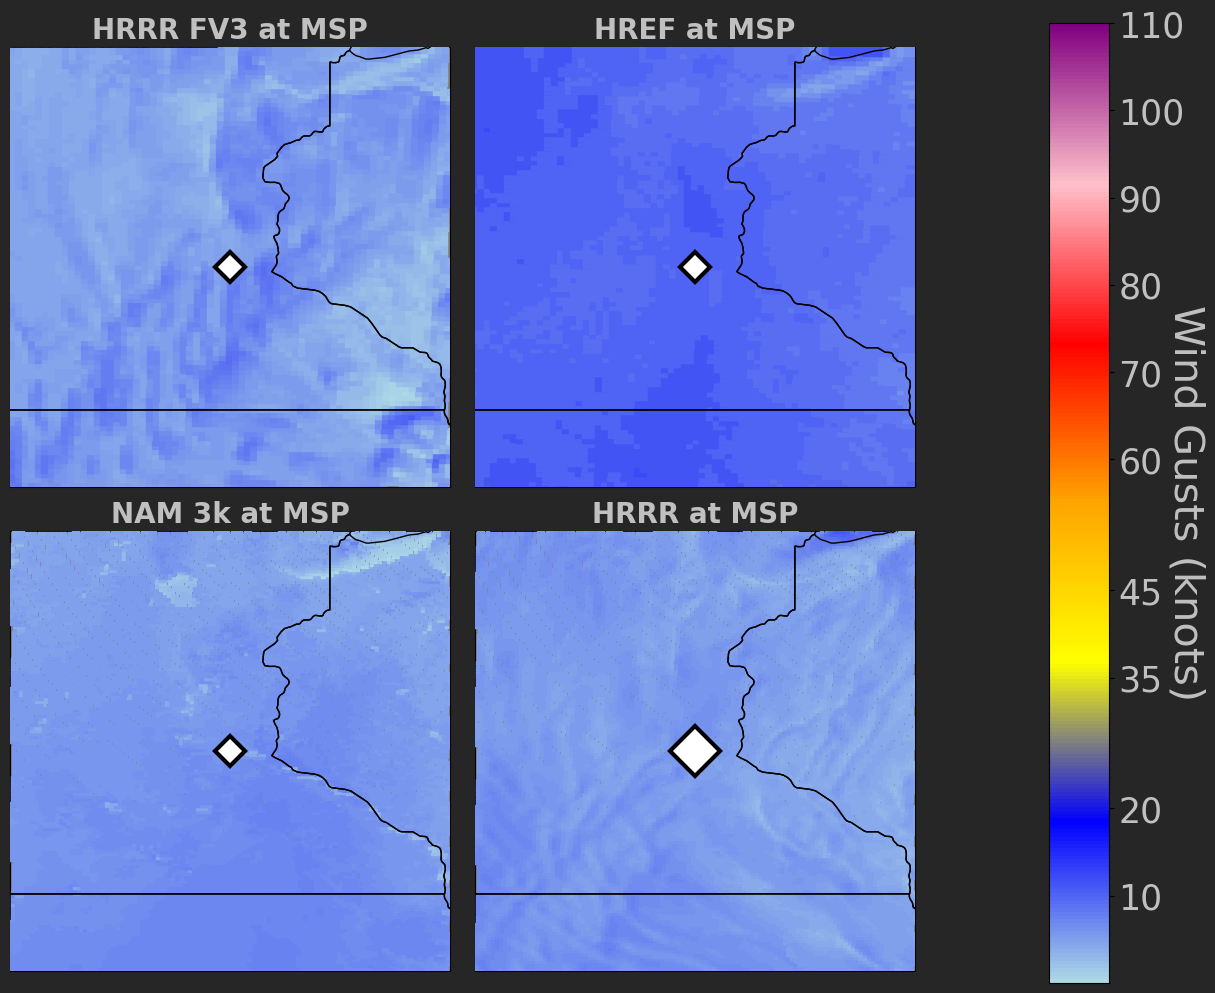 HRRR FV3 at MSP
HREF at MSP
NAM 3k at MSP
HRRR at MSP
110
100
90
80
70
60
45
35
20
10
Wind Gusts (knots)